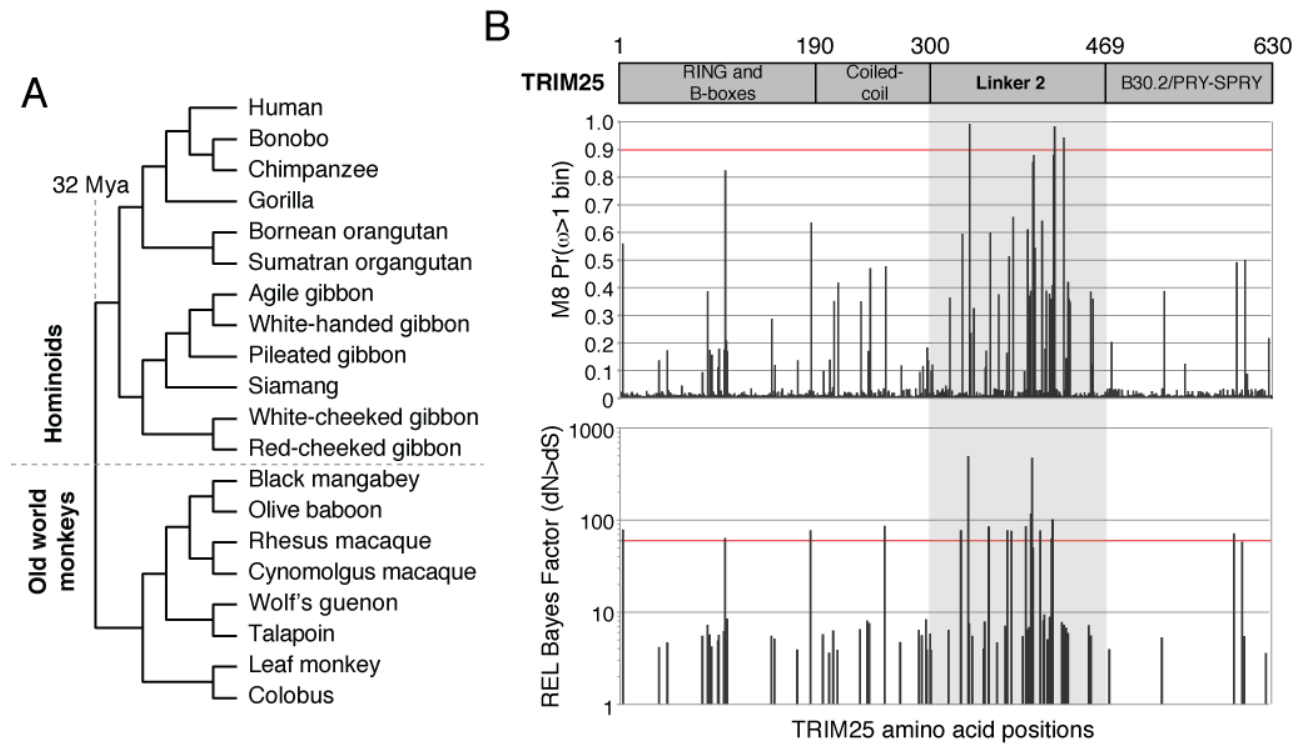 A
32 Mya
Hominoids
Old world
monkeys
Human
Bonobo
Chimpanzee
Gorilla
Bornean orangutan
Sumatran organgutan
Agile gibbon
White-handed gibbon
Pileated gibbon
Siamang
White-cheeked gibbon
Red-cheeked gibbon
Black mangabey
Olive baboon
Rhesus macaque
Cynomolgus macaque
Wolf's guenon
Talapoin
Leaf monkey
Colobus
B
1 190 300 469 630
TRIM25
RING and
B-boxes
Coiled-
coil
Linker 2
B30.2/PRY-SPRY
M8 Pr(ω>1 bin)
1.0
0.9
0.8
0.7
0.6
0.5
0.4
0.3
0.2
0.1
0
REL Bayes Factor (dN>dS)
1000
100
10
1
TRIM25 amino acid positions